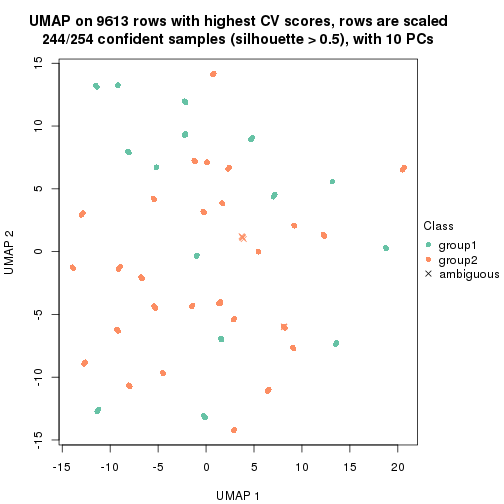 UMAP on 9613 rows with highest CV scores, rows are scaled
244/254 confident samples (silhouette > 0.5), with 10 PCs
15
10
5
0
-5
-10
-15
UMAP 2
-15 -10 -5 0 5 10 15 20
UMAP 1
Class
group1
group2
ambiguous